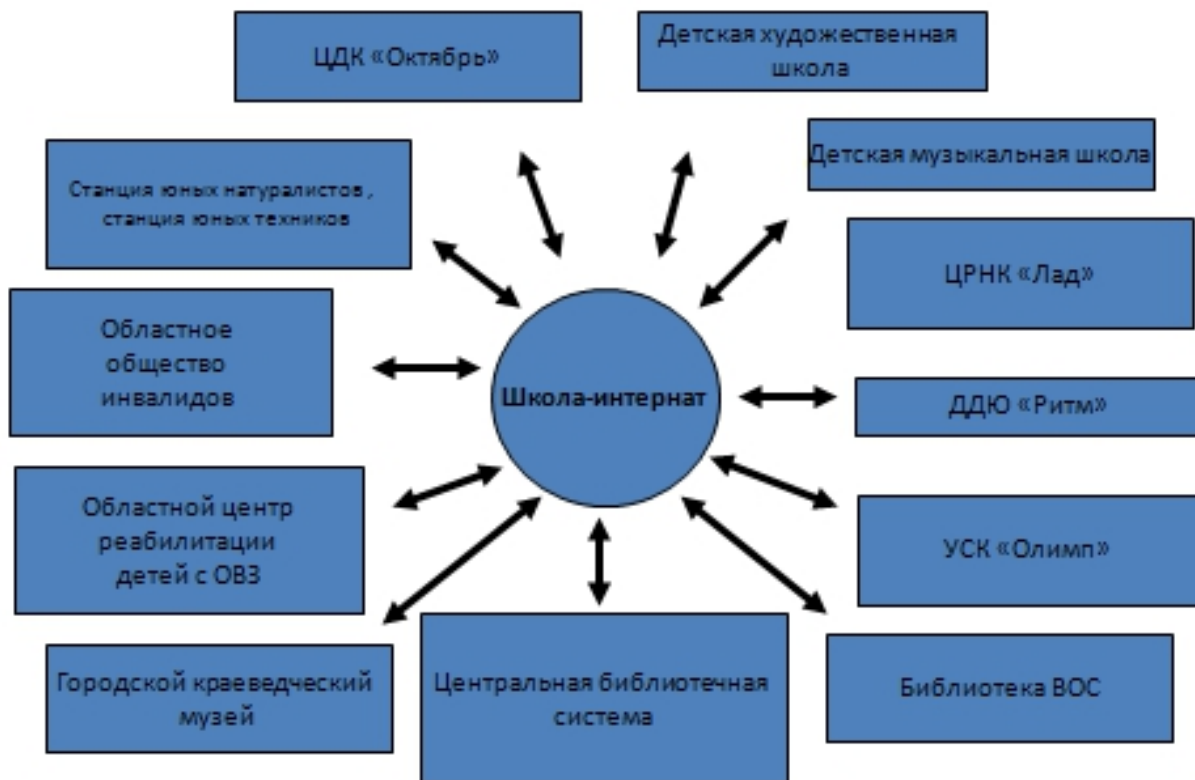 ЦДК «Октябрь»
Детская художественная
школа
Детская музыкальная школа
Станция юных натуралистов ,
станция юных техников
ЦРНК «Лад»
Областное
общество
инвалидов
Школа-интернат
ДДЮ «Ритм»
Областной центр
реабилитации
детей с ОВЗ
УСК «Олимп»
Городской краеведческий
музей
Центральная библиотечная
система
Библиотека ВОС